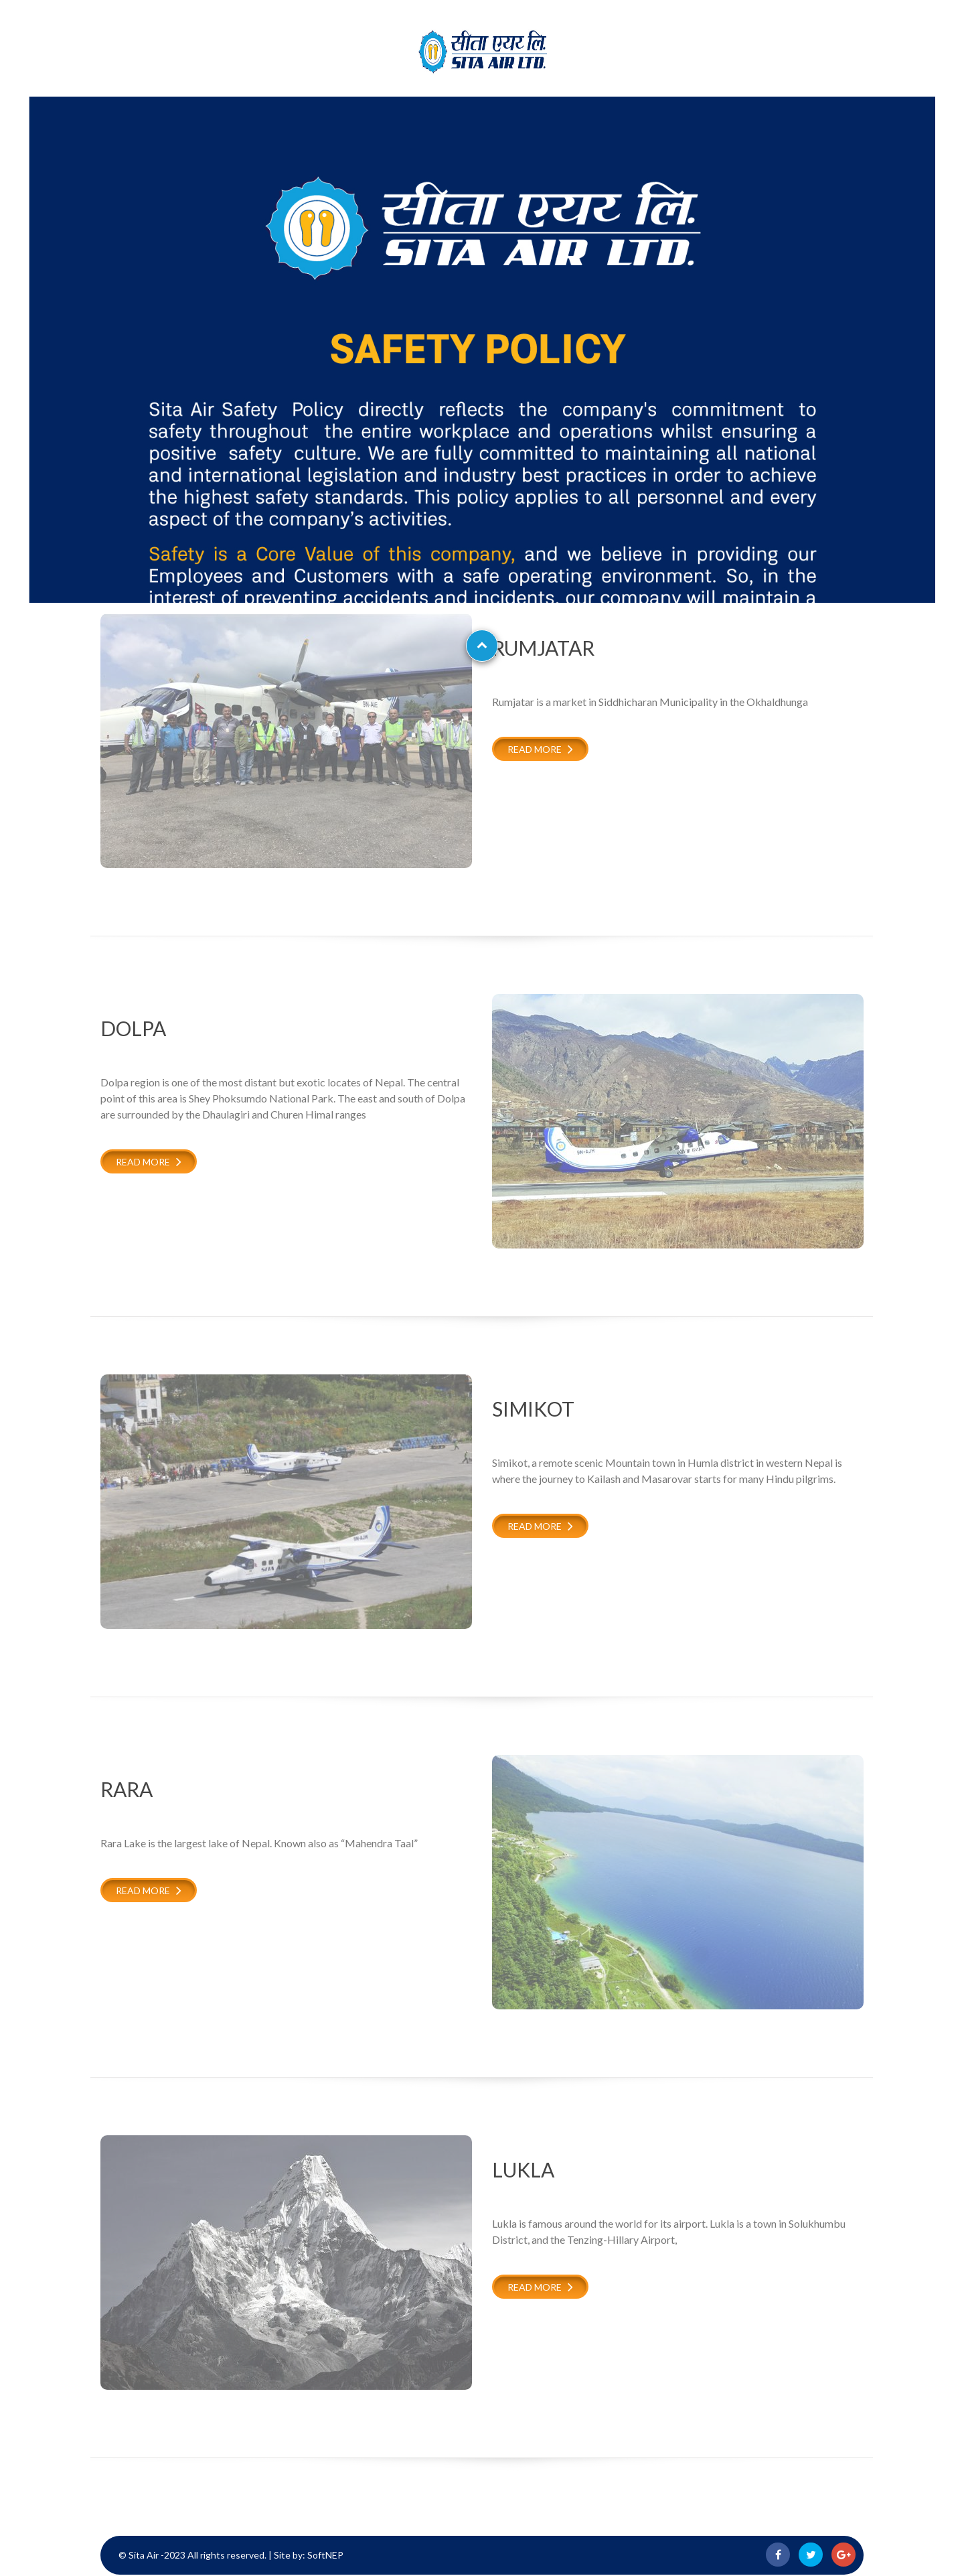 सीता एयर लि.
SITA AIR LTD.
सीता एयर लि.
SITA AIR LTD.
SAFETY POLICY
Sita Air Safety Policy directly reflects the company's commitment to
safety throughout the entire workplace and operations whilst ensuring a
positive safety culture. We are fully committed to maintaining all national
and international legislation and industry best practices in order to achieve
the highest safety standards. This policy applies to all personnel and every
aspect of the company's activities.
Safety is a Core Value of this company, and we believe in providing our
Employees and Customers with a safe operating environment. So, in the
interest of preventing accidents and incidents, our company will maintain a
RUMJATAR
Rumjatar is a market in Siddhicharan Municipality in the Okhaldhunga
READ MORE
DOLPA
Dolpa region is one of the most distant but exotic locates of Nepal. The central
point of this area is Shey Phoksumdo National Park. The east and south of Dolpa
are surrounded by the Dhaulagiri and Churen Himal ranges
READ MORE
SIMIKOT
Simikot, a remote scenic Mountain town in Humla district in western Nepal is
where the journey to Kailash and Masarovar starts for many Hindu pilgrims.
READ MORE
RARA
Rara Lake is the largest lake of Nepal. Known also as “Mahendra Taal”
READ MORE
LUKLA
Lukla is famous around the world for its airport. Lukla is a town in Solukhumbu
District, and the Tenzing-Hillary Airport,
READ MORE
© Sita Air -2023 All rights reserved. | Site by: SoftNEP